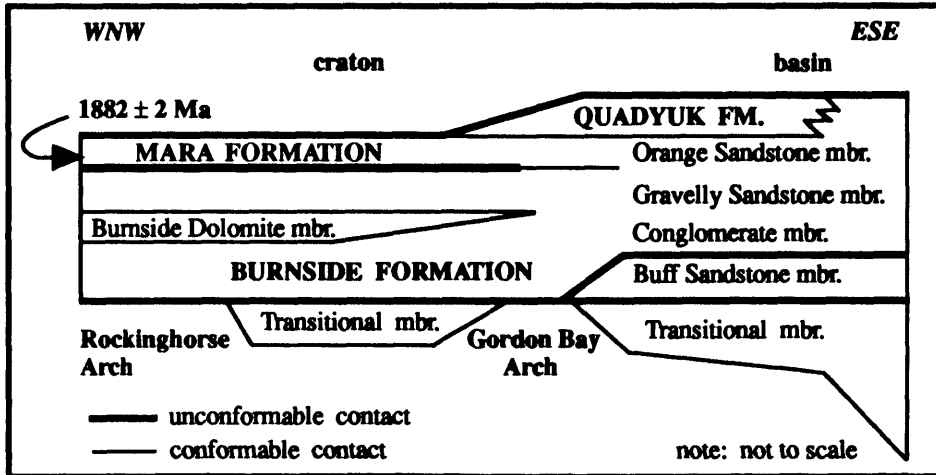 WNW
ESE
craton
basin
1882 ± 2 Ma
QUADYUK FM.
MARA FORMATION
Orange Sandstone mbr.
Gravelly Sandstone mbr.
Burnside Dolomite mbr.
Conglomerate mbr.
BURNSIDE FORMATION
Buff Sandstone mbr.
Transitional mbr.
Transitional mbr.
Rockinghorse
Arch
Gordon Bay
Arch
unconformable contact
conformable contact
note: not to scale